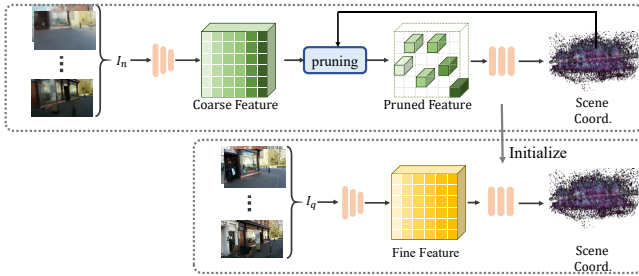 I_n
pruning
Coarse Feature
Pruned Feature
Scene
Coord.
Initialize
I_q
Fine Feature
Scene
Coord.